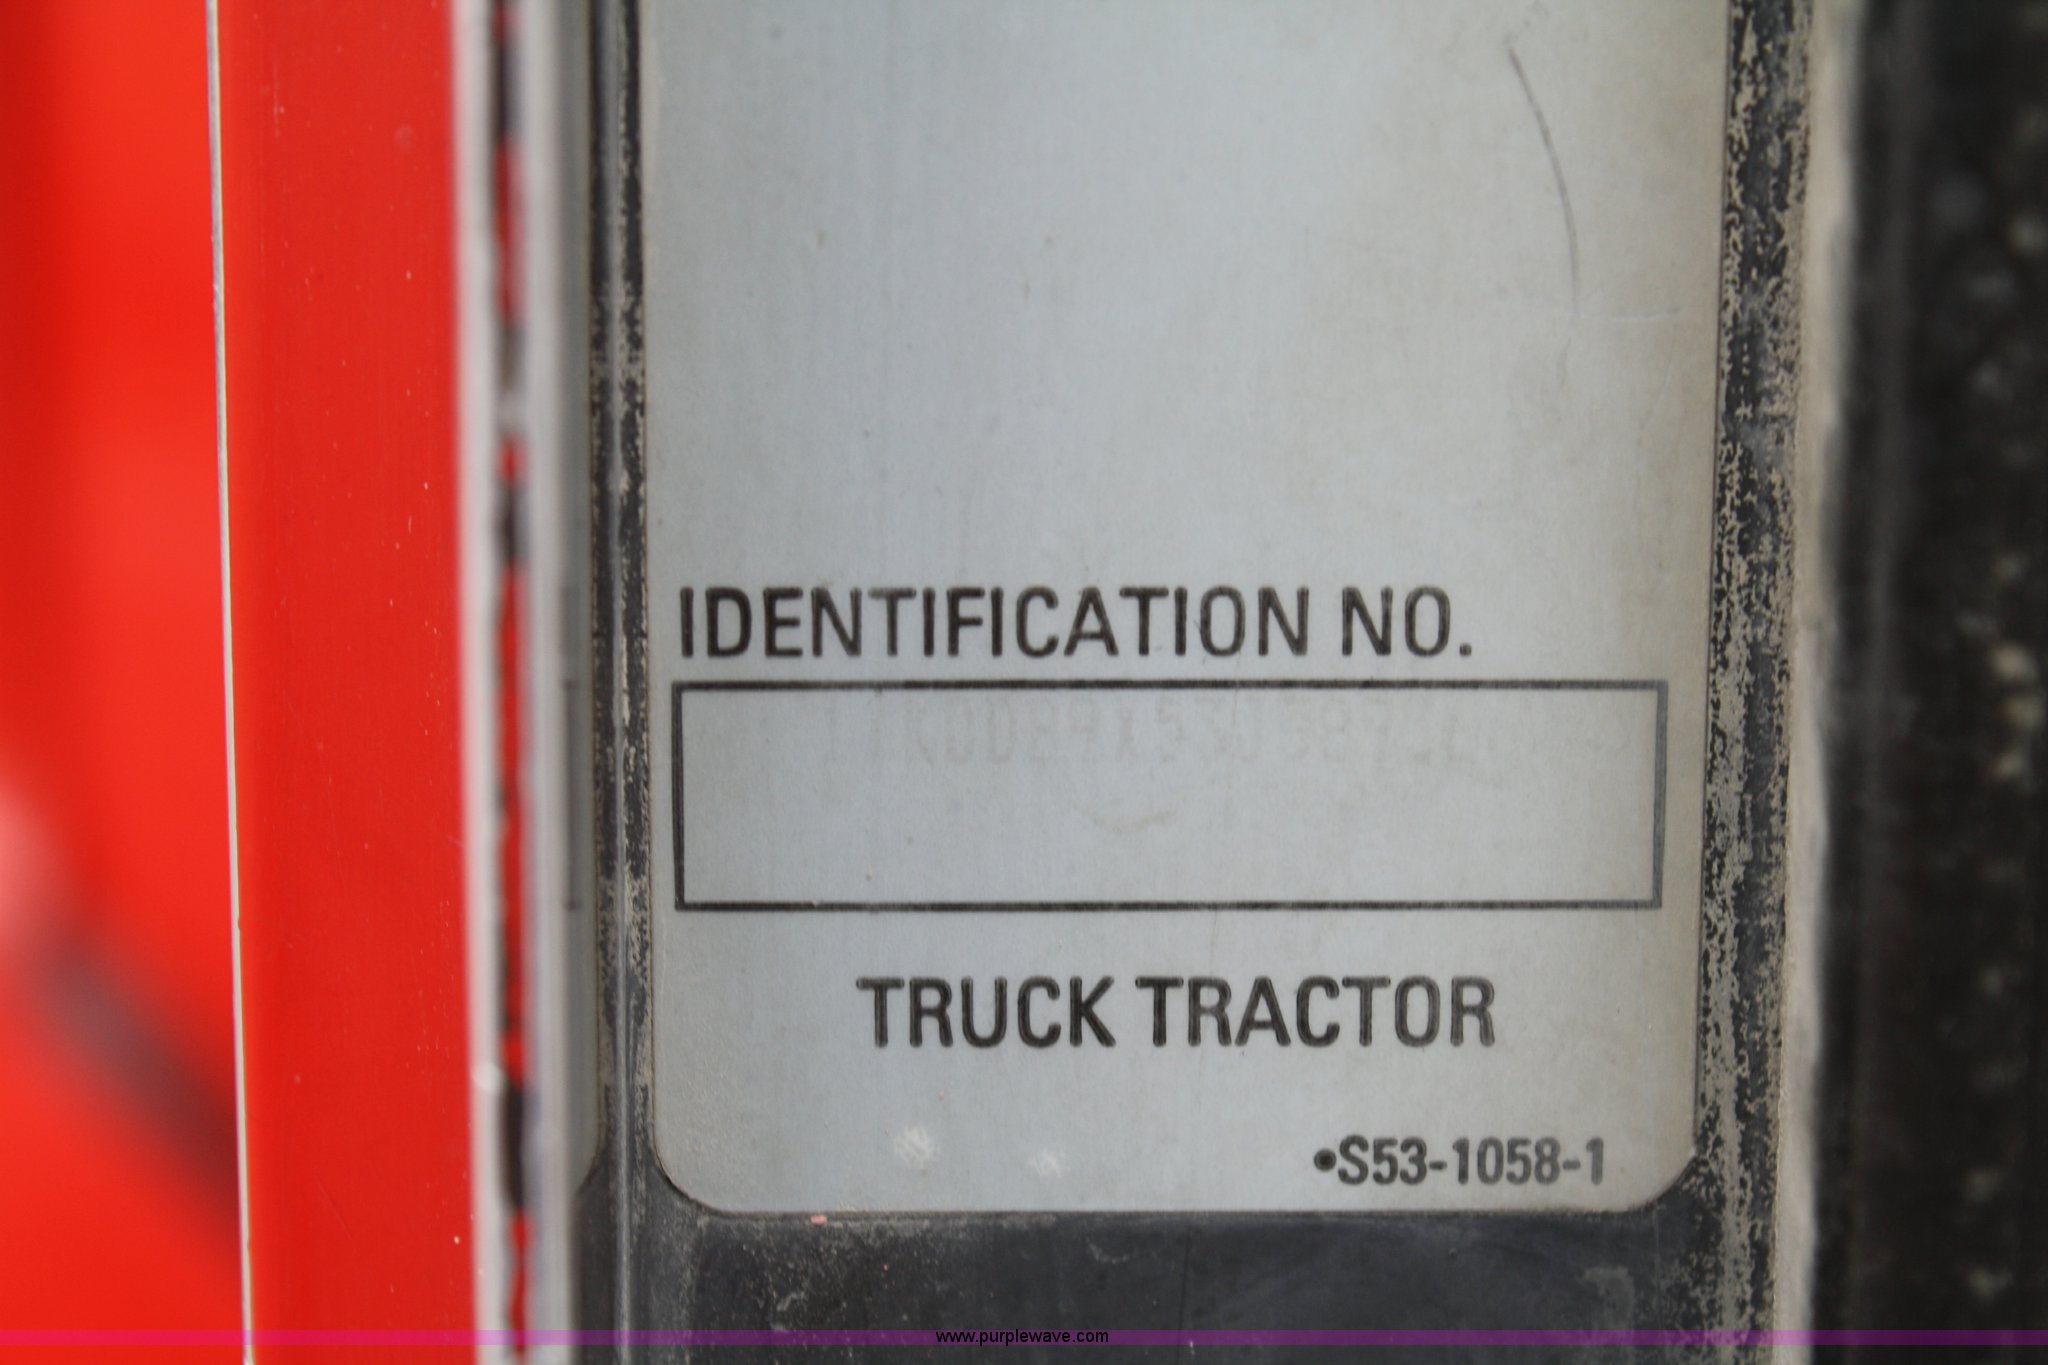 IDENTIFICATION NO.
TRUCK TRACTOR
•S53-1058-1
www.purplewave.com